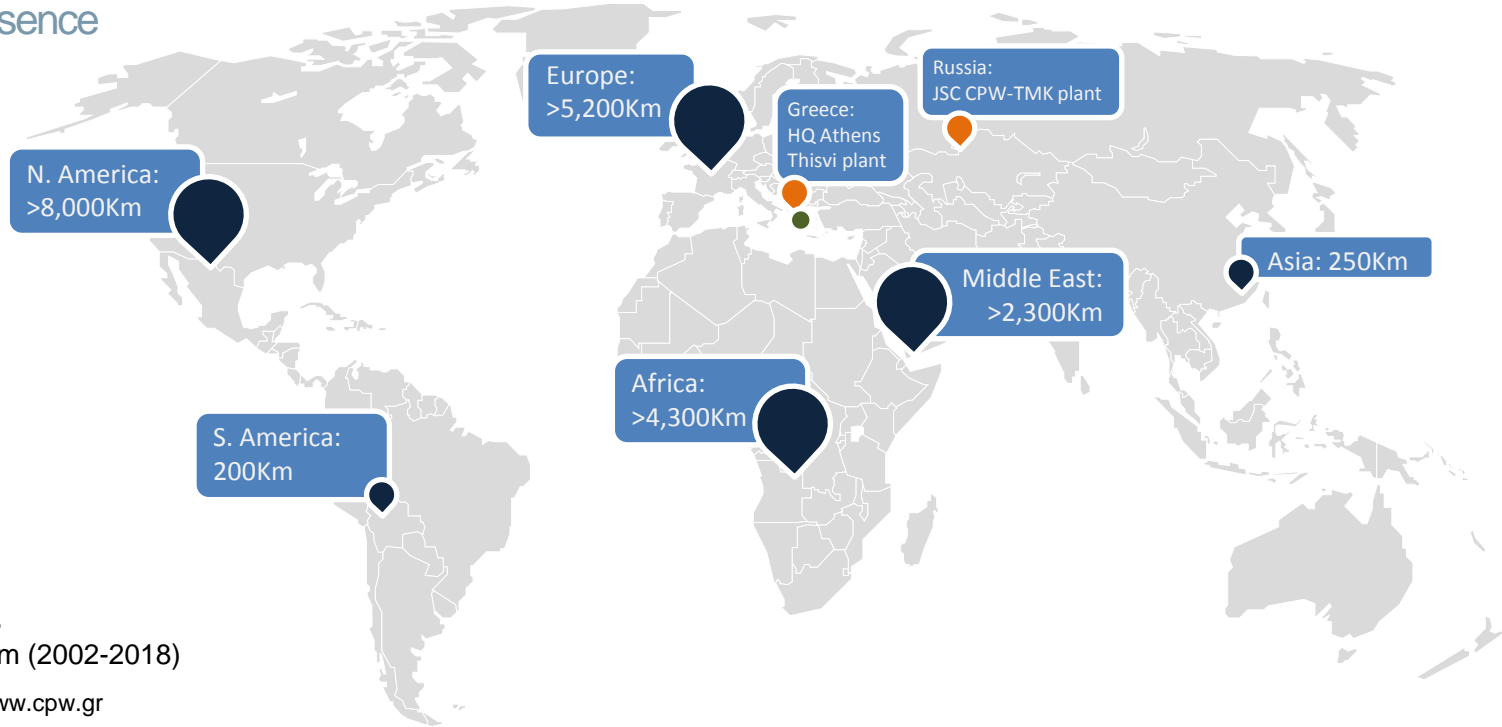 sence
Europe:
>5,200Km
Russia:
JSC CPW-TMK plant
Greece:
HQ Athens
Thisvi plant
N. America:
>8,000Km
Asia: 250Km
Middle East:
>2,300Km
Africa:
>4,300Km
S. America:
200Km
m (2002-2018)
ww.cpw.gr